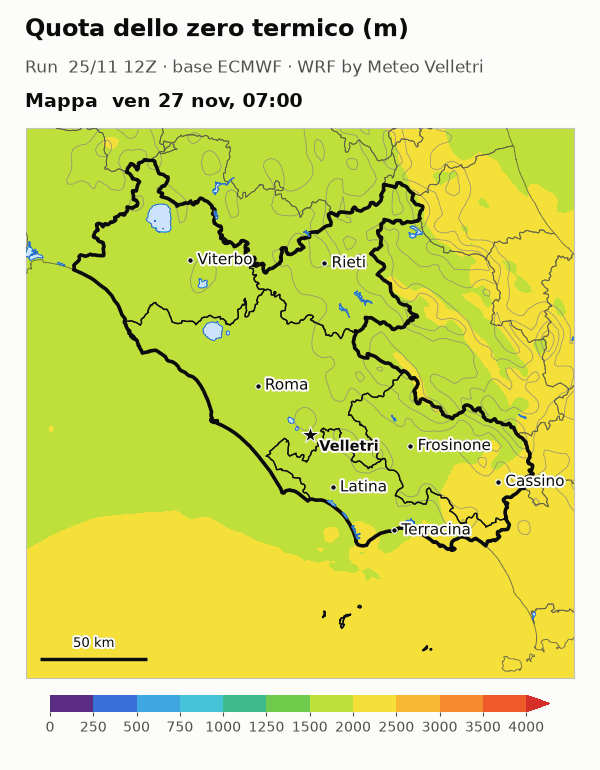 Quota dello zero termico (m)
Run  25/11 12Z · base ECMWF · WRF by Meteo Velletri
Mappa  ven 27 nov, 07:00
Viterbo
Rieti
Roma
Velletri
Frosinone
Cassino
Latina
Terracina
50 km
0 250 500 750 1000 1250 1500 2000 2500 3000 3500 4000